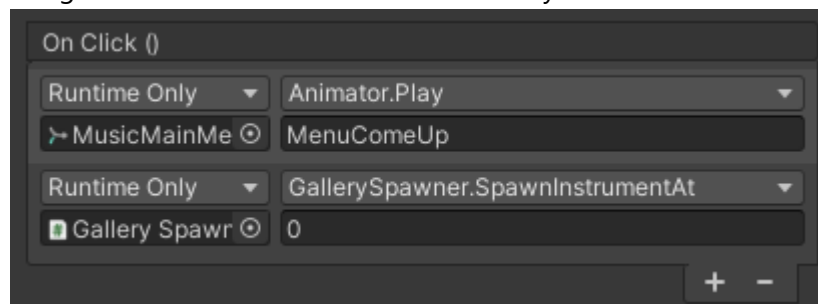 On Click ()
Runtime Only Animator.Play
MusicMainMe MenuComeUp
Runtime Only GallerySpawner.SpawnInstrumentAt
Gallery Spawr 0
+ -